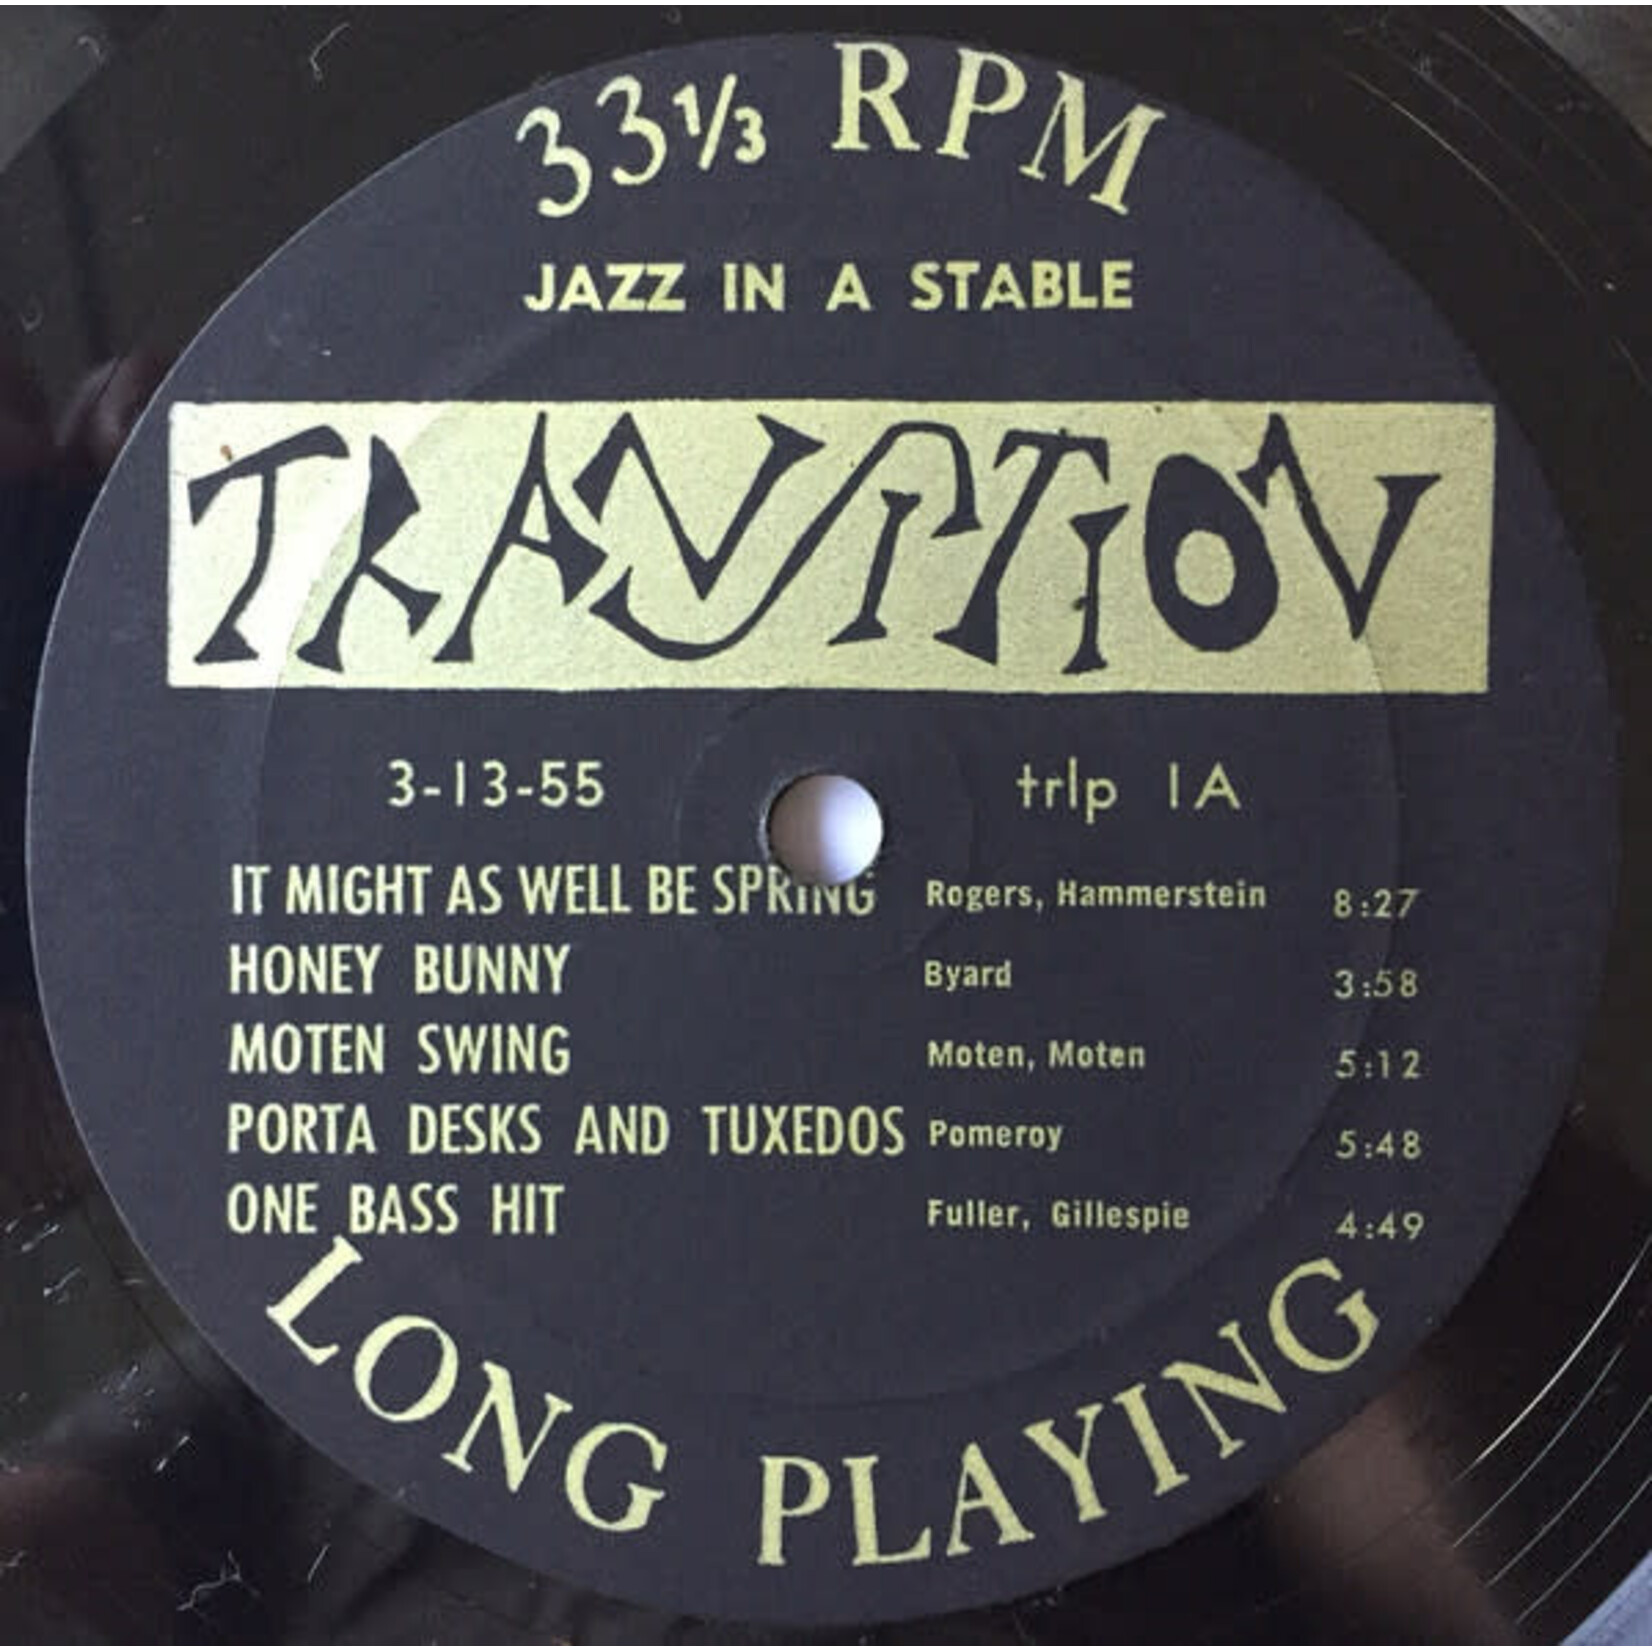 33 1/3 RPM
JAZZ IN A STABLE
TRANSITION
3-13-55 trlp 1A
IT MIGHT AS WELL BE SPRING Rogers, Hammerstein 8:27
HONEY BUNNY Byard 3:58
MOTEN SWING Moten, Moten 5:12
PORTA DESKS AND TUXEDOS Pomeroy 5:48
ONE BASS HIT Fuller, Gillespie 4:49
LONG PLAYING